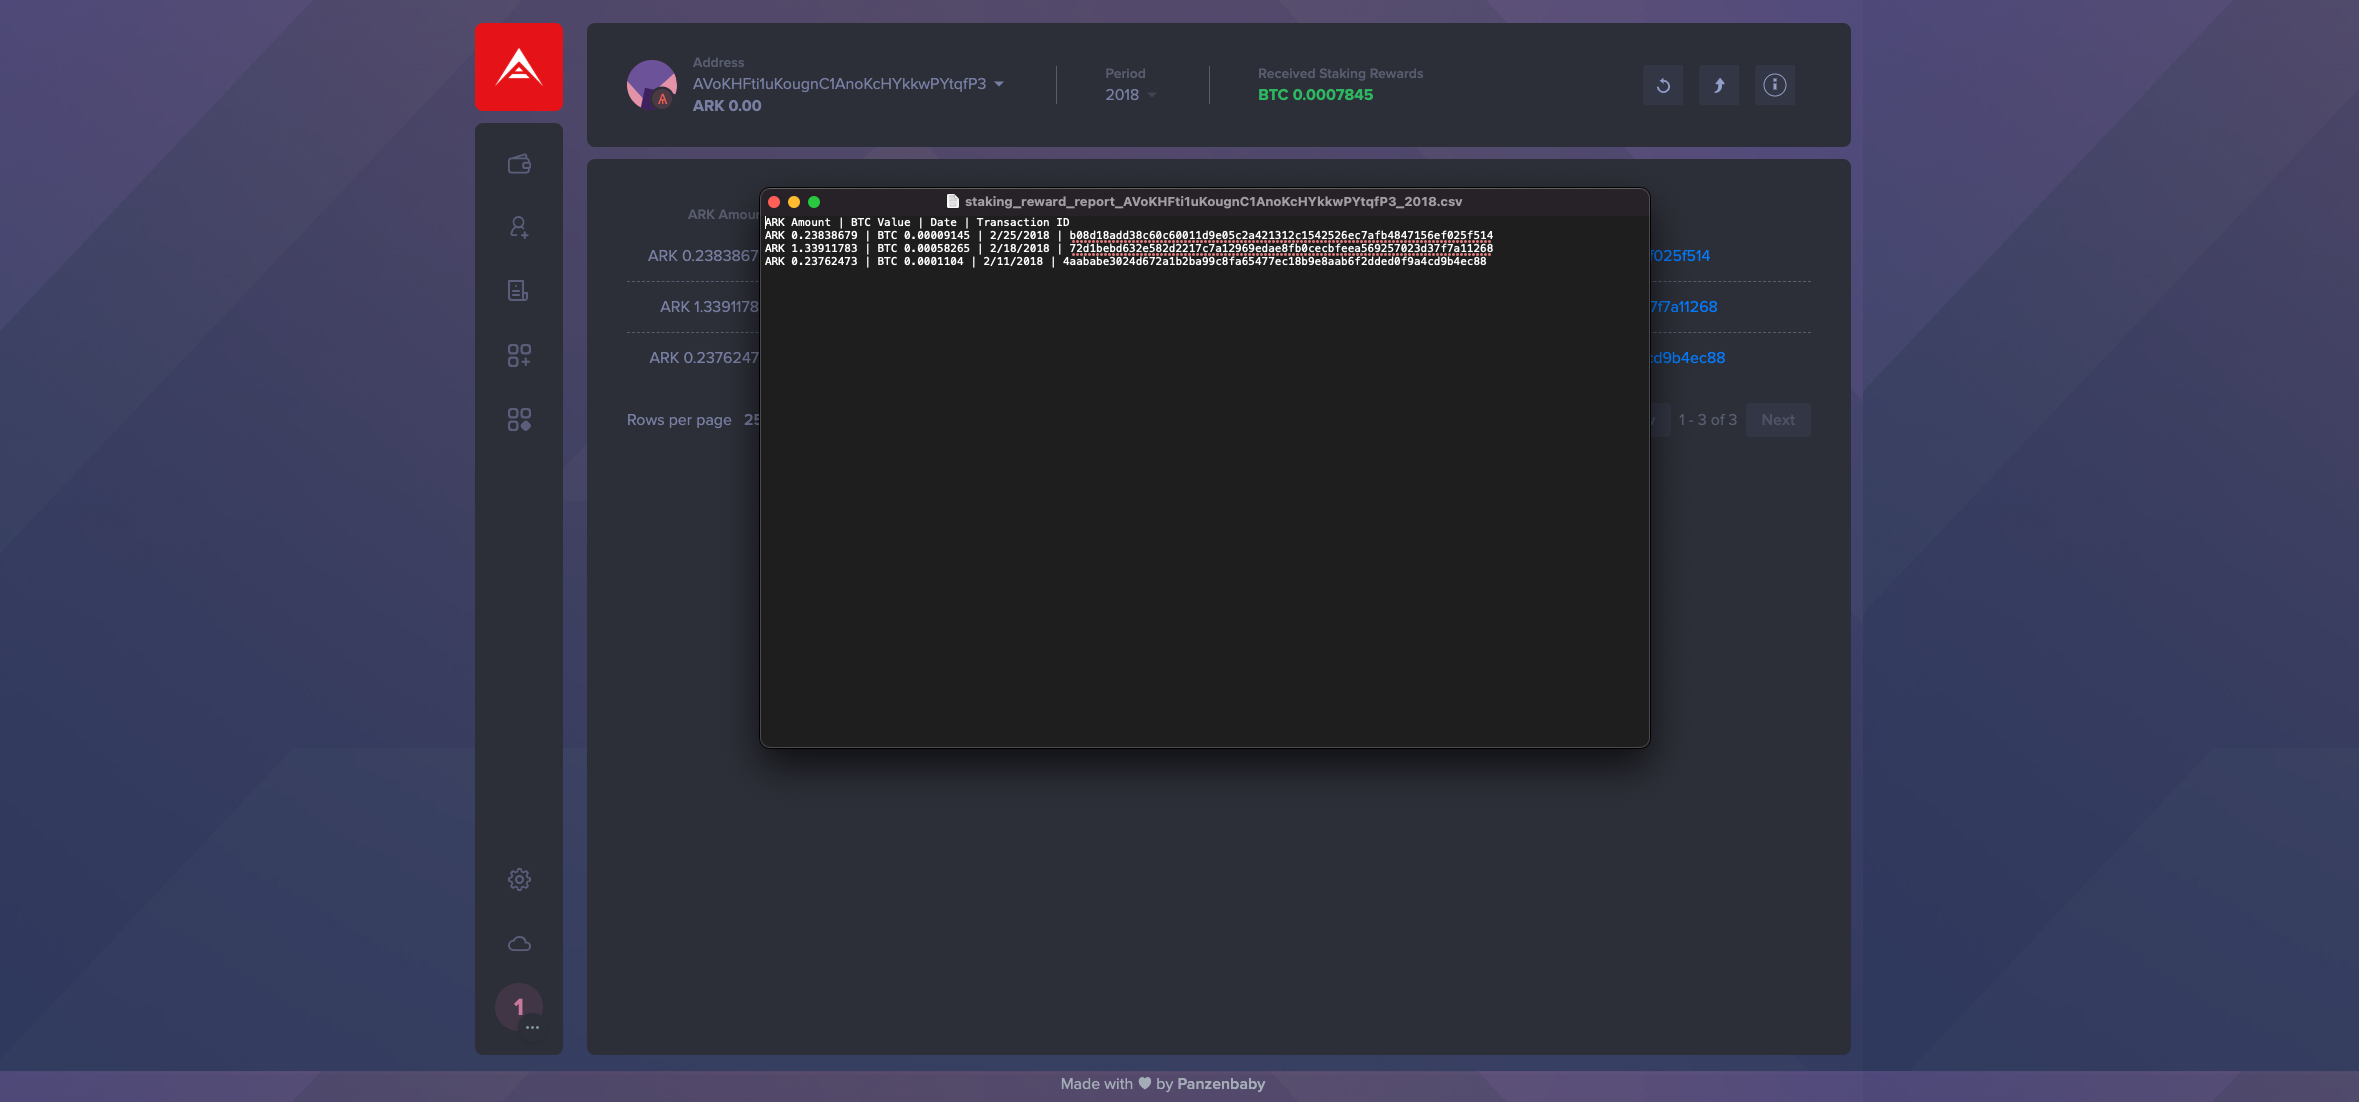 Address
AVoKHFti1uKougnC1AnoKcHYkkwPYtqfP3
ARK 0.00
Period
2018
Received Staking Rewards
BTC 0.0007845
staking_reward_report_AVoKHFti1uKougnC1AnoKcHYkkwPYtqfP3_2018.csv
ARK Amount | BTC Value | Date | Transaction ID
ARK 0.23838679 | BTC 0.00009145 | 2/25/2018 | b08d18add38c60c60011d9e05c2a421312c1542526ec7afb4847156ef025f514
ARK 1.33911783 | BTC 0.00058265 | 2/18/2018 | 72d1bebd632e582d2217c7a12969edae8fb0cecbfeea569257023d37f7a11268
ARK 0.23762473 | BTC 0.0001104 | 2/11/2018 | 4aababe3024d672a1b2ba99c8fa65477ec18b9e8aab6f2dded0f9a4cd9b4ec88
ARK Amoun
ARK 0.2383867 f025f514
ARK 1.3391178 7f7a11268
ARK 0.2376247 cd9b4ec88
Rows per page 25 1 - 3 of 3 Next
1
Made with by Panzenbaby